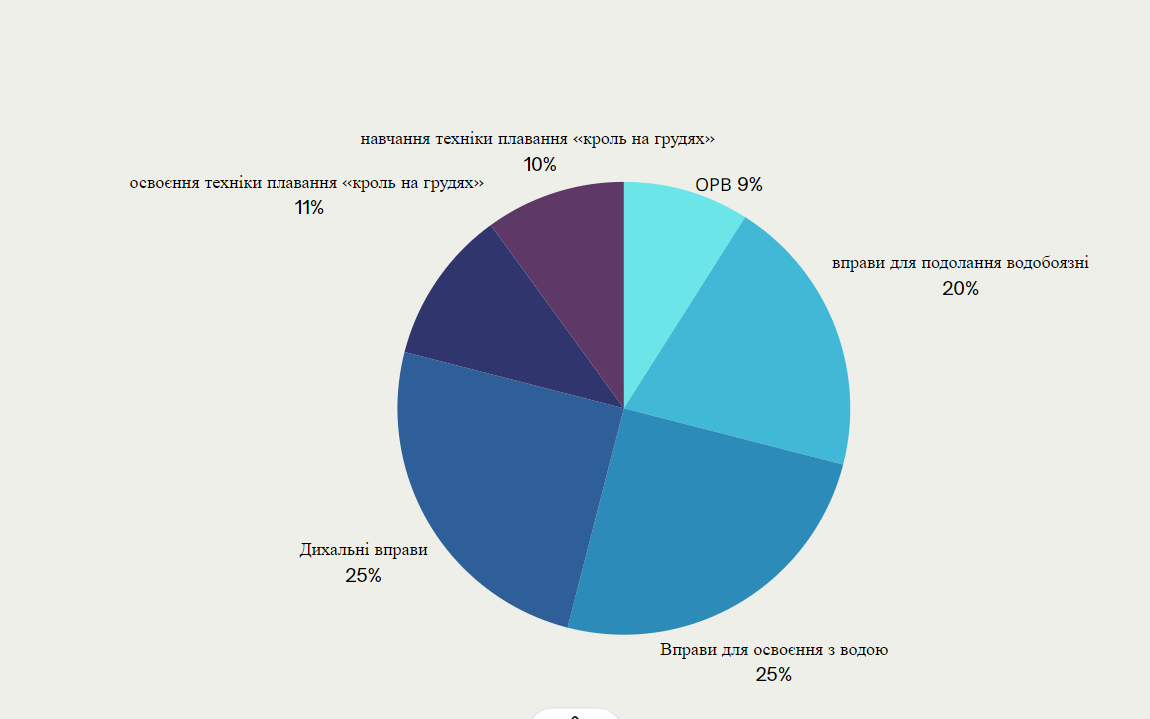 навчання техніки плавання «кроль на грудях»
10%
освоєння техніки плавання «кроль на грудях»
11%
ОРВ 9%
вправи для подолання водобоязні
20%
Дихальні вправи
25%
Вправи для освоєння з водою
25%